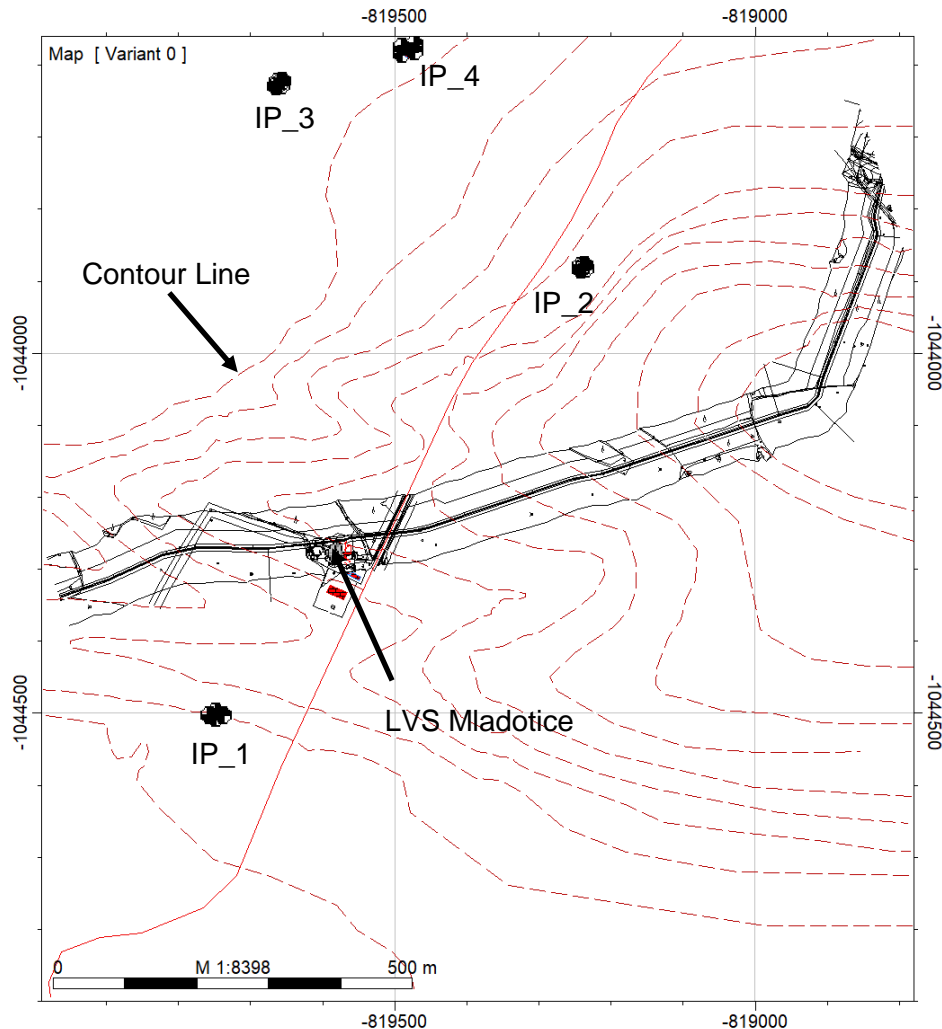 -819500
-819000
Map [ Variant 0 ]
IP_4
IP_3
Contour Line
IP_2
-1044000
-1044000
LVS Mladotice
-1044500
-1044500
IP_1
0
M 1:8398
500 m
-819500
-819000